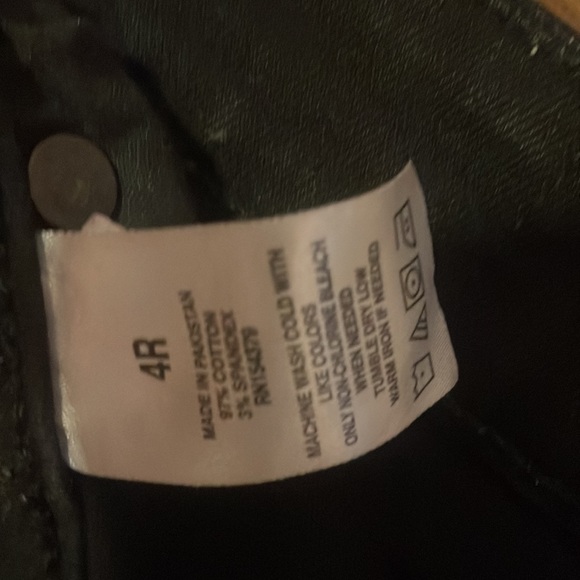 4R
MADE IN PAKISTAN
97% COTTON
3% SPANDEX
MACHINE WASH COLD WITH
LIKE COLORS
ONLY NON-CHLORINE BLEACH
WHEN NEEDED
TUMBLE DRY LOW
WARM IRON IF NEEDED